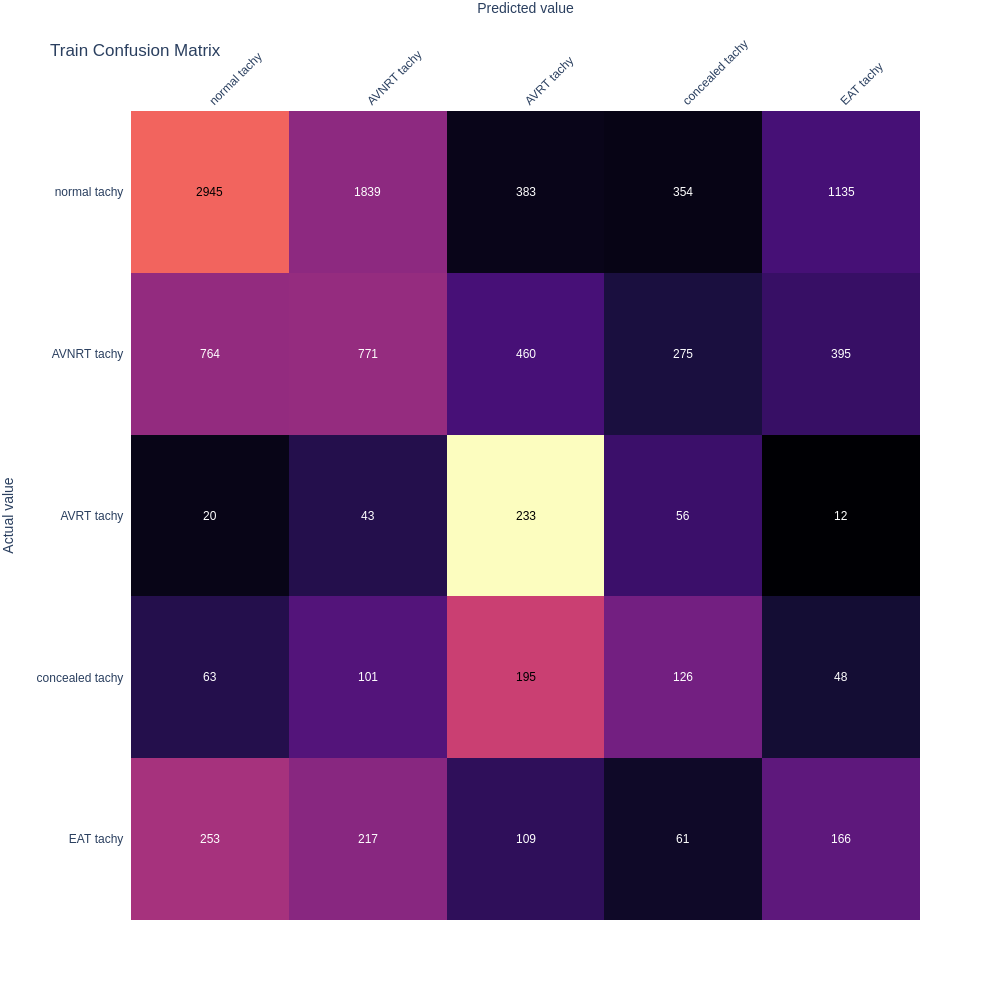 Predicted value
Train Confusion Matrix
normal tachy AVNRT tachy AVRT tachy concealed tachy EAT tachy
Actual value
normal tachy 2945 1839 383 354 1135
AVNRT tachy 764 771 460 275 395
AVRT tachy 20 43 233 56 12
concealed tachy 63 101 195 126 48
EAT tachy 253 217 109 61 166